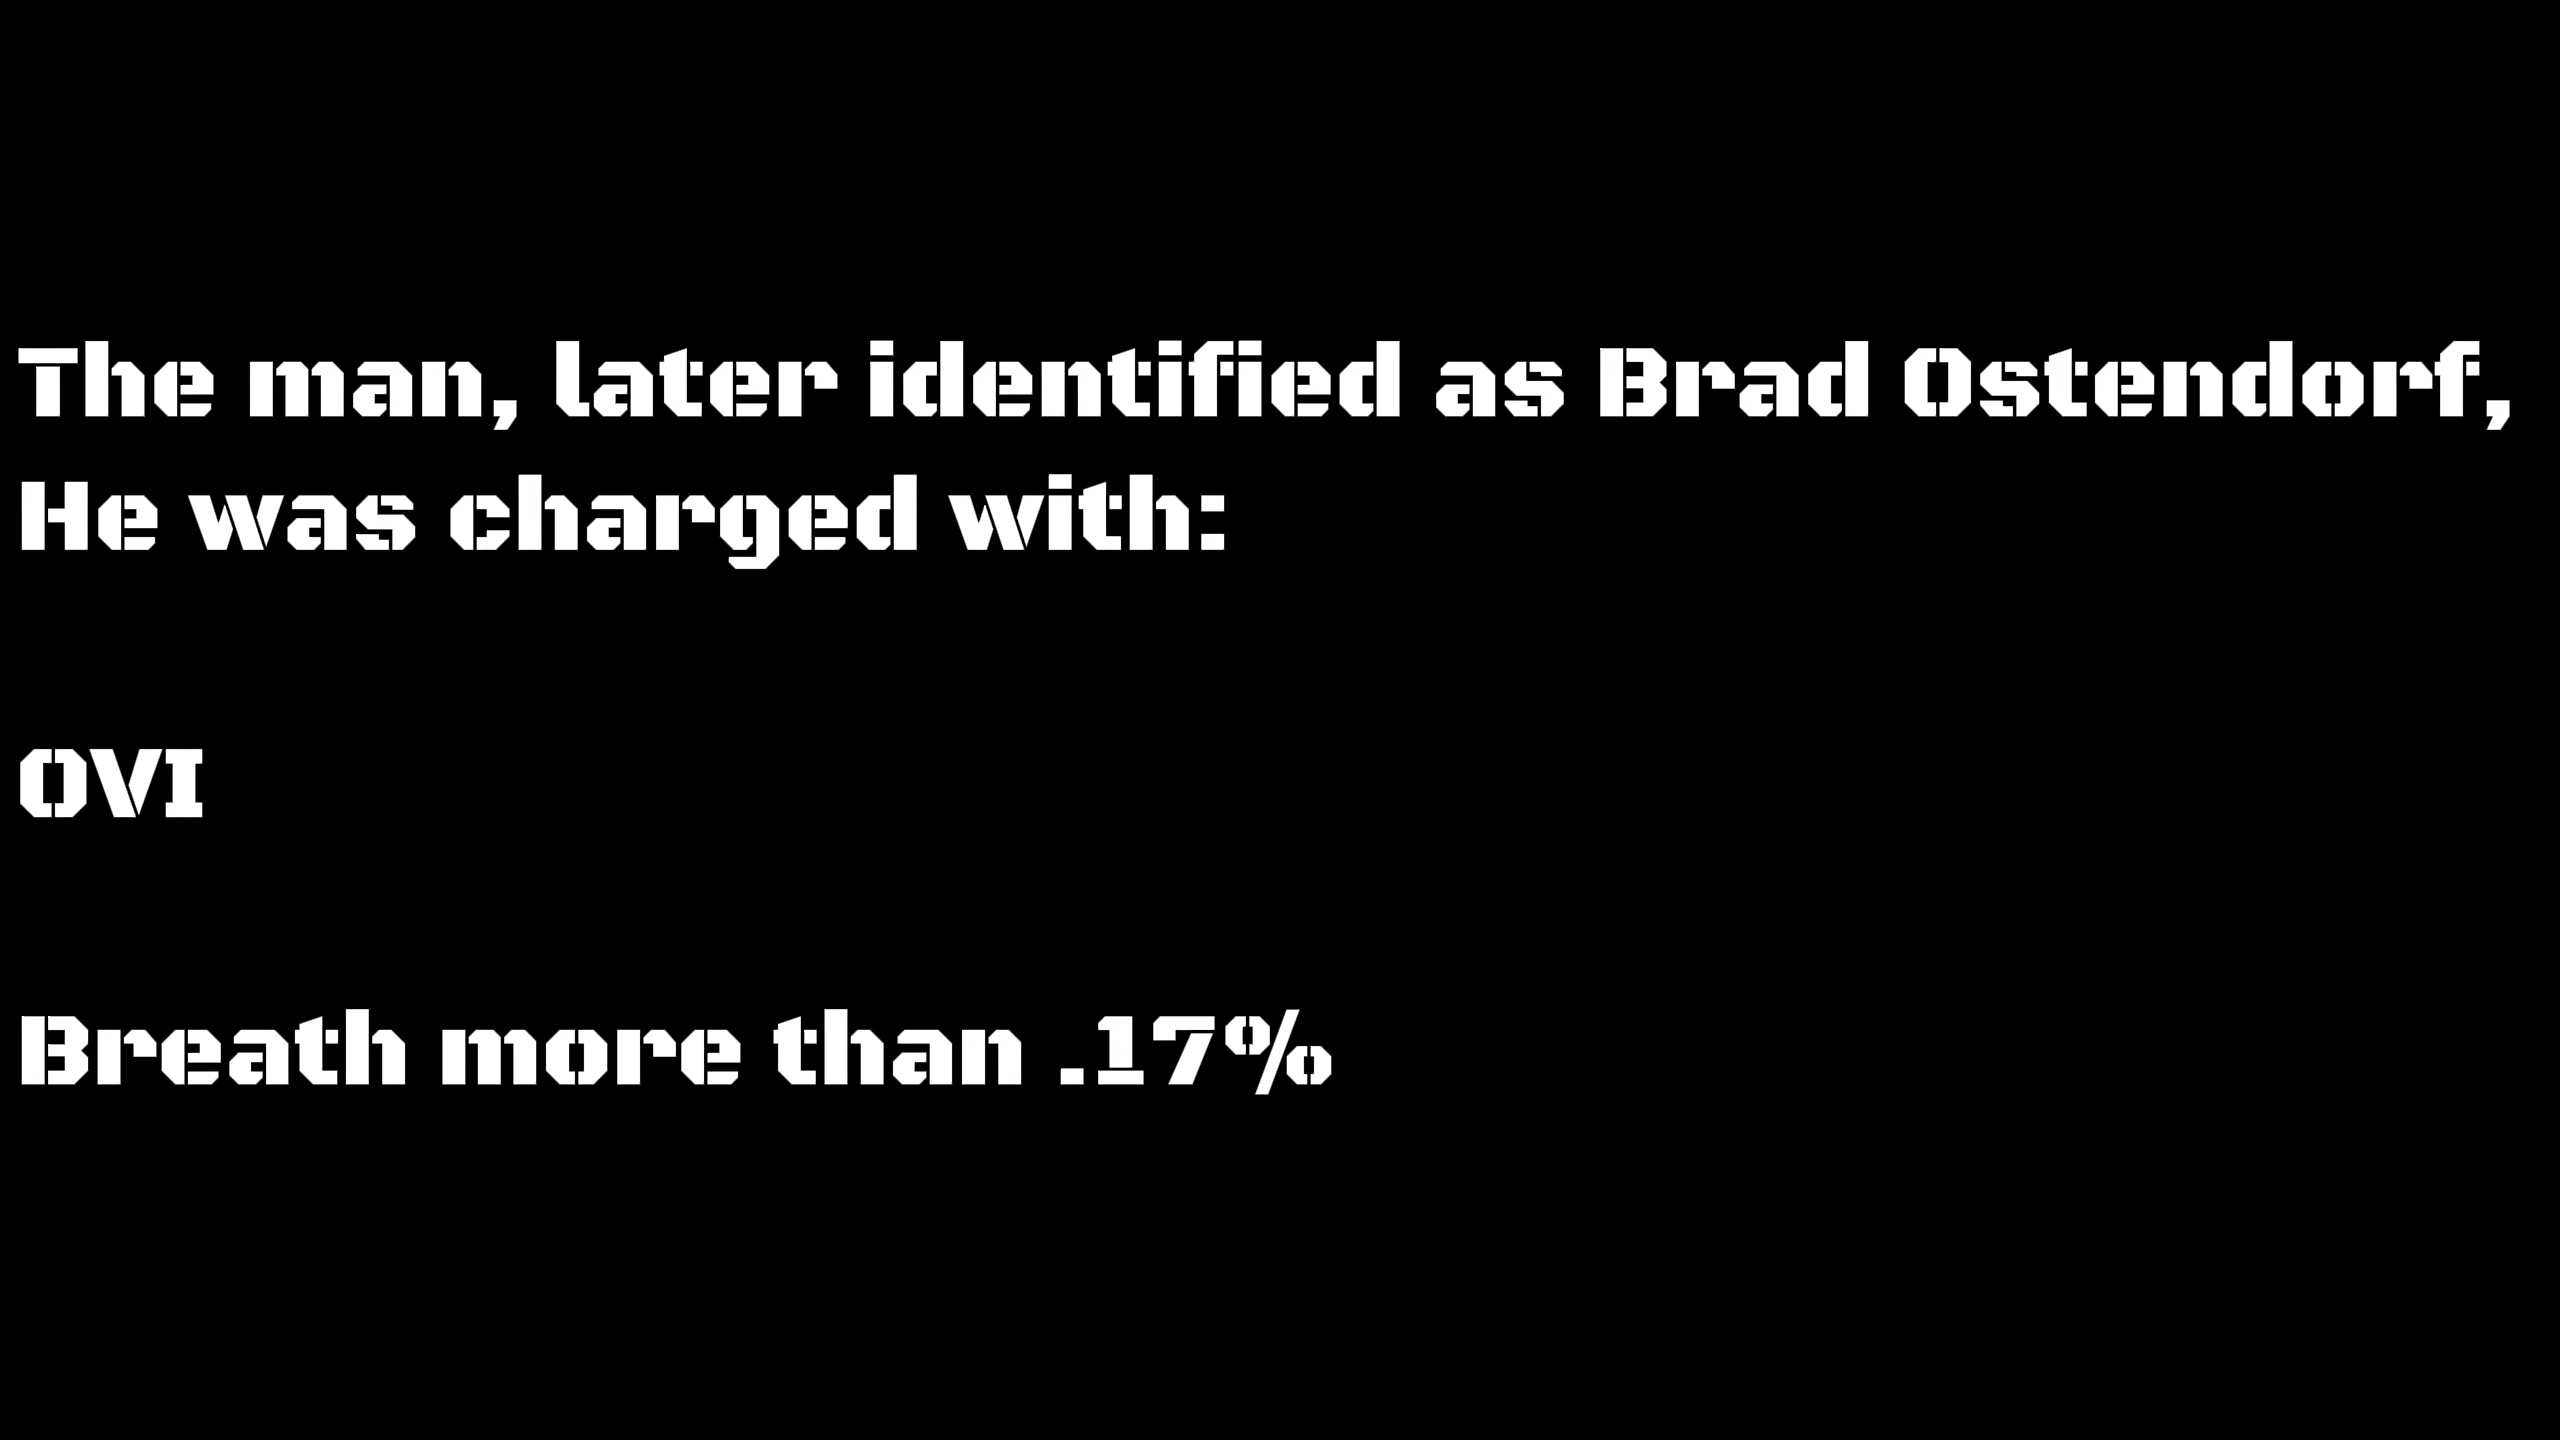 The man, later identified as Brad Ostendorf,
He was charged with:
OVI
Breath more than .17%